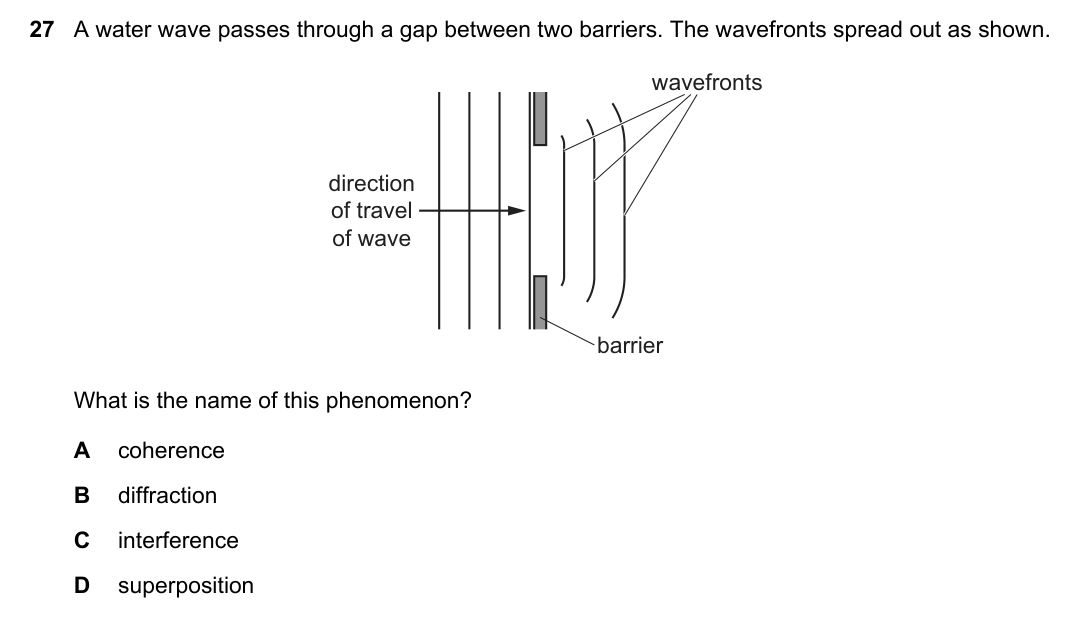 27 A water wave passes through a gap between two barriers. The wavefronts spread out as shown.
wavefronts
direction
of travel
of wave
barrier
What is the name of this phenomenon?
A coherence
B diffraction
C interference
D superposition